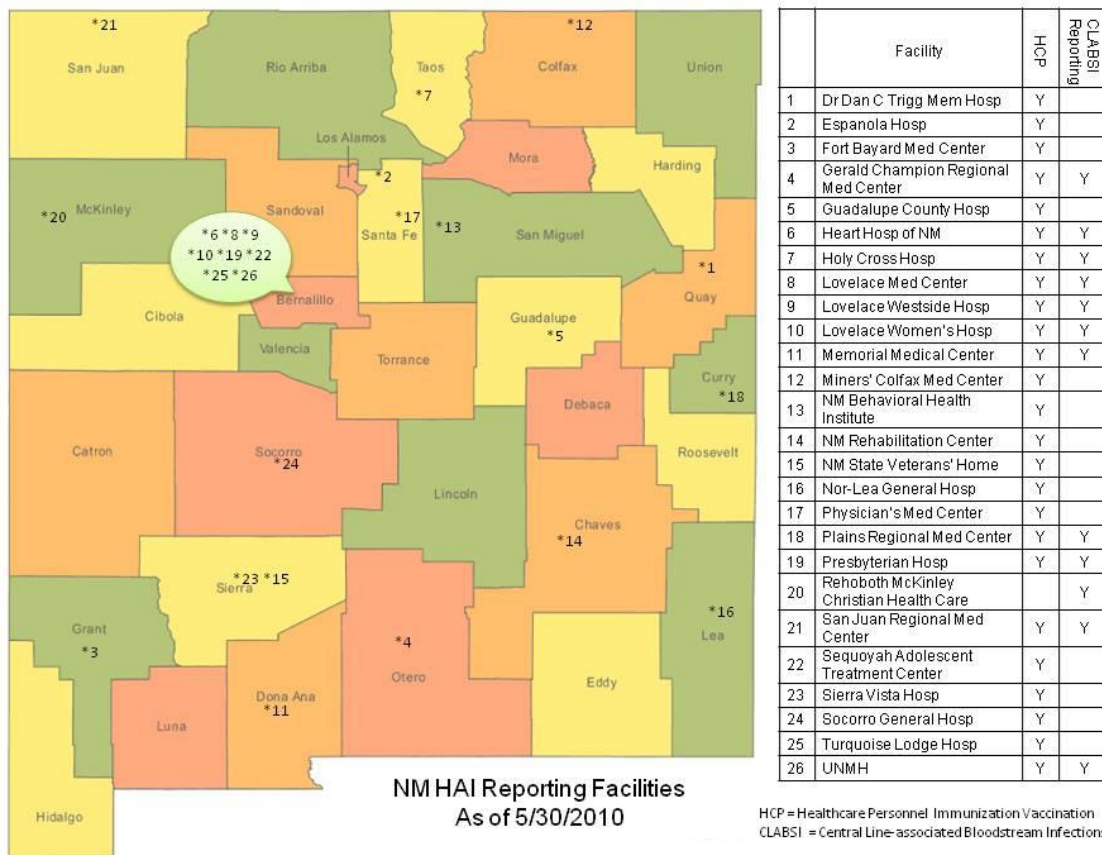 *21
*12
San Juan
Rio Arriba
Taos
Colfax
Union
*7
Los Alamos
Mora
Harding
*2
*20 McKinley
Sandoval
*17
Santa Fe
*13
San Miguel
*6 *8 *9
*10 *19 *22
*25 *26
*1
Quay
Bernalillo
Cibola
Guadalupe
*5
Valencia
Torrance
Curry
*18
Debaca
Catron
Socorro
*24
Roosevelt
Lincoln
Chaves
*14
*23 *15
Sierra
*16
Lea
Grant
*3
*4
Otero
Eddy
Dona Ana
*11
Luna
Hidalgo
NM HAI Reporting Facilities
As of 5/30/2010
Facility
HCP
CLABSI
Reporting
1 Dr Dan C Trigg Mem Hosp Y
2 Espanola Hosp Y
3 Fort Bayard Med Center Y
4 Gerald Champion Regional
Med Center Y Y
5 Guadalupe County Hosp Y
6 Heart Hosp of NM Y Y
7 Holy Cross Hosp Y Y
8 Lovelace Med Center Y Y
9 Lovelace Westside Hosp Y Y
10 Lovelace Women's Hosp Y Y
11 Memorial Medical Center Y Y
12 Miners' Colfax Med Center Y
13 NM Behavioral Health
Institute Y
14 NM Rehabilitation Center Y
15 NM State Veterans' Home Y
16 Nor-Lea General Hosp Y
17 Physician's Med Center Y
18 Plains Regional Med Center Y Y
19 Presbyterian Hosp Y Y
20 Rehoboth McKinley
Christian Health Care Y
21 San Juan Regional Med
Center Y Y
22 Sequoyah Adolescent
Treatment Center Y
23 Sierra Vista Hosp Y
24 Socorro General Hosp Y
25 Turquoise Lodge Hosp Y
26 UNMH Y Y
HCP = Healthcare Personnel Immunization Vaccination
CLABSI = Central Line-associated Bloodstream Infections